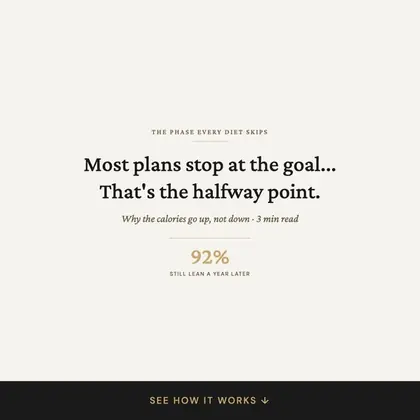 THE PHASE EVERY DIET SKIPS
Most plans stop at the goal...
That's the halfway point.
Why the calories go up, not down · 3 min read
92%
STILL LEAN A YEAR LATER
SEE HOW IT WORKS ↓